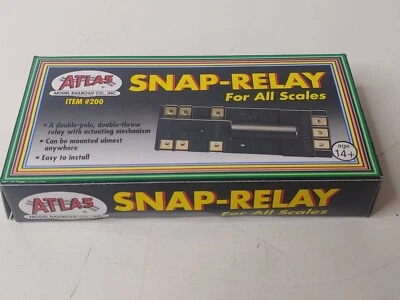 ATLAS
MODEL RAILROAD CO., INC.
ITEM #200
SNAP-RELAY
For All Scales
• A double-pole, double-throw
relay with actuating mechanism
• Can be mounted almost
anywhere
• Easy to install
age
14+
ATLAS
MODEL RAILROAD CO., INC.
SNAP-RELAY
For All Scales